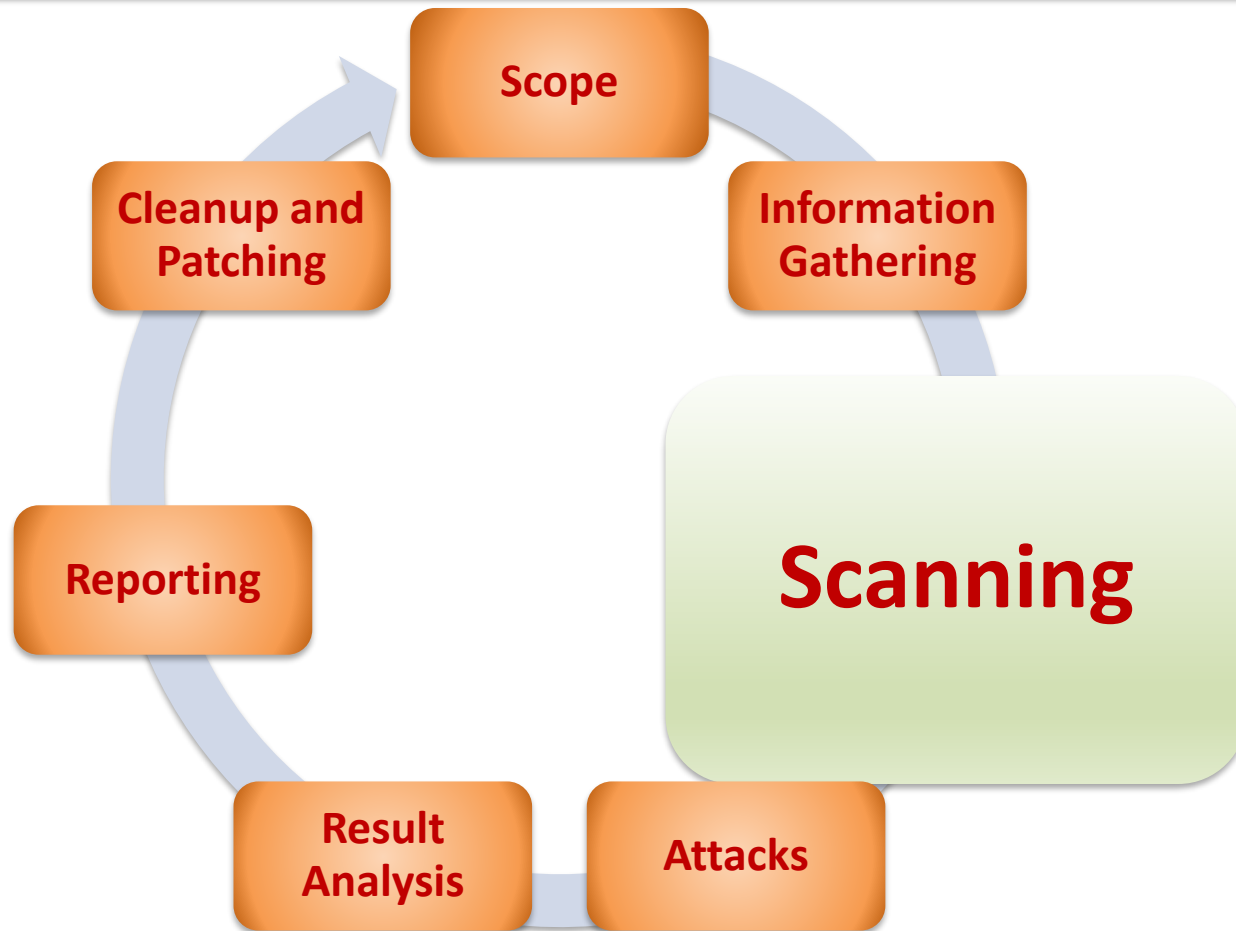 Scope
Information
Gathering
Scanning
Attacks
Result
Analysis
Reporting
Cleanup and
Patching